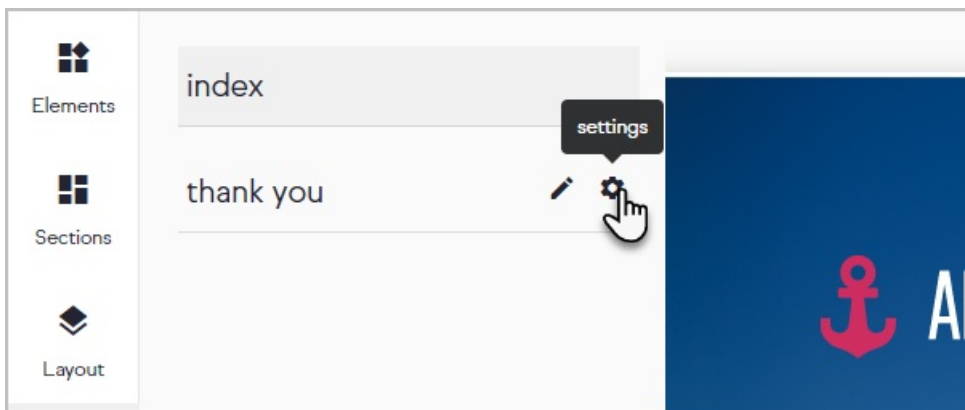 Elements
Sections
Layout
index
settings
thank you